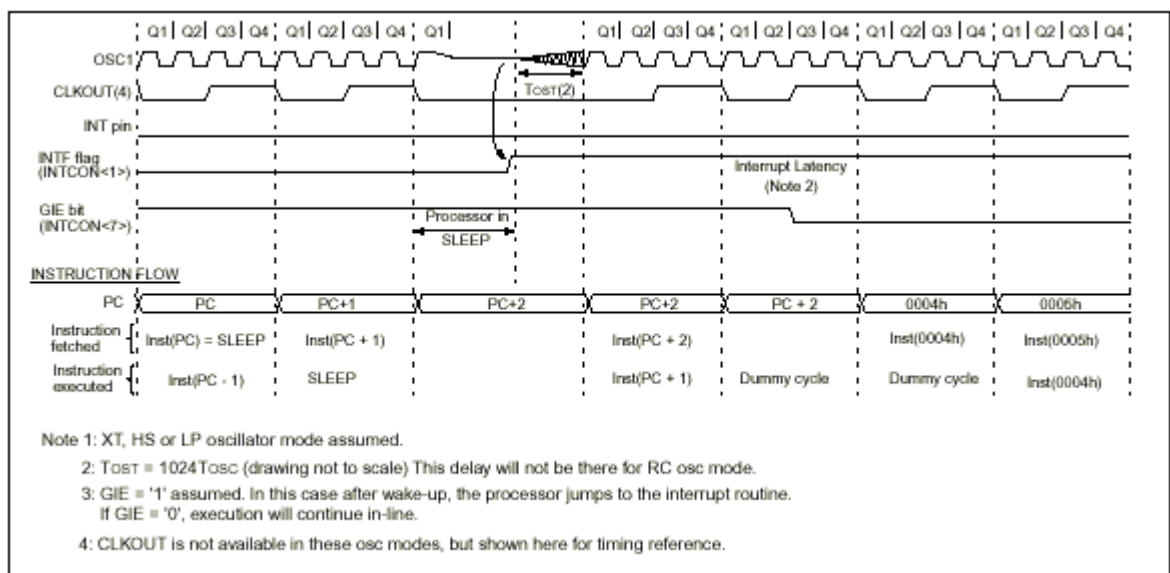 Q1| Q2| Q3| Q4| Q1| Q2| Q3| Q4| Q1| Q1| Q2| Q3| Q4| Q1| Q2| Q3| Q4| Q1| Q2| Q3| Q4| Q1| Q2| Q3| Q4|
OSC1
CLKOUT(4)
TOST(2)
INT pin
INTF flag
(INTCON<1>)
Interrupt Latency
(Note 2)
GIE bit
(INTCON<7>)
Processor in
SLEEP
INSTRUCTION FLOW
PC PC PC+1 PC+2 PC+2 PC + 2 0004h 0005h
Instruction
fetched
Inst(PC) = SLEEP Inst(PC + 1) Inst(PC + 2) Inst(0004h) Inst(0005h)
Instruction
executed
Inst(PC - 1) SLEEP Inst(PC + 1) Dummy cycle Dummy cycle Inst(0004h)
Note 1: XT, HS or LP oscillator mode assumed.
2: TOST = 1024TOSC (drawing not to scale) This delay will not be there for RC osc mode.
3: GIE = '1' assumed. In this case after wake-up, the processor jumps to the interrupt routine.
If GIE = '0', execution will continue in-line.
4: CLKOUT is not available in these osc modes, but shown here for timing reference.